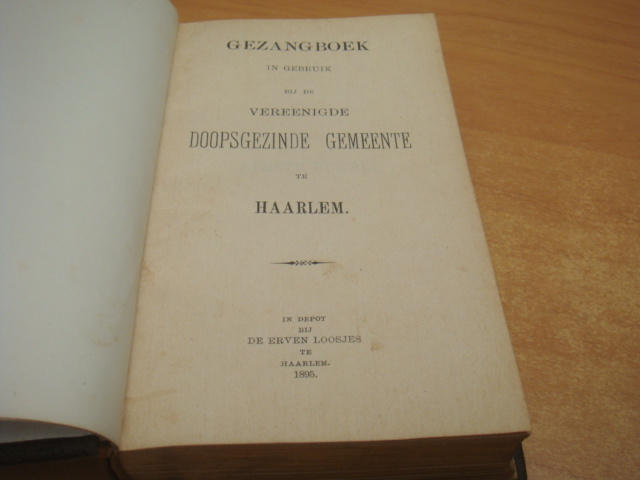 GEZANGBOEK
IN GEBRUIK
BIJ DE
VEREENIGDE
DOOPSGEZINDE GEMEENTE
TE
HAARLEM.
IN DEPOT
BIJ
DE ERVEN LOOSJES
TE
HAARLEM.
1895.